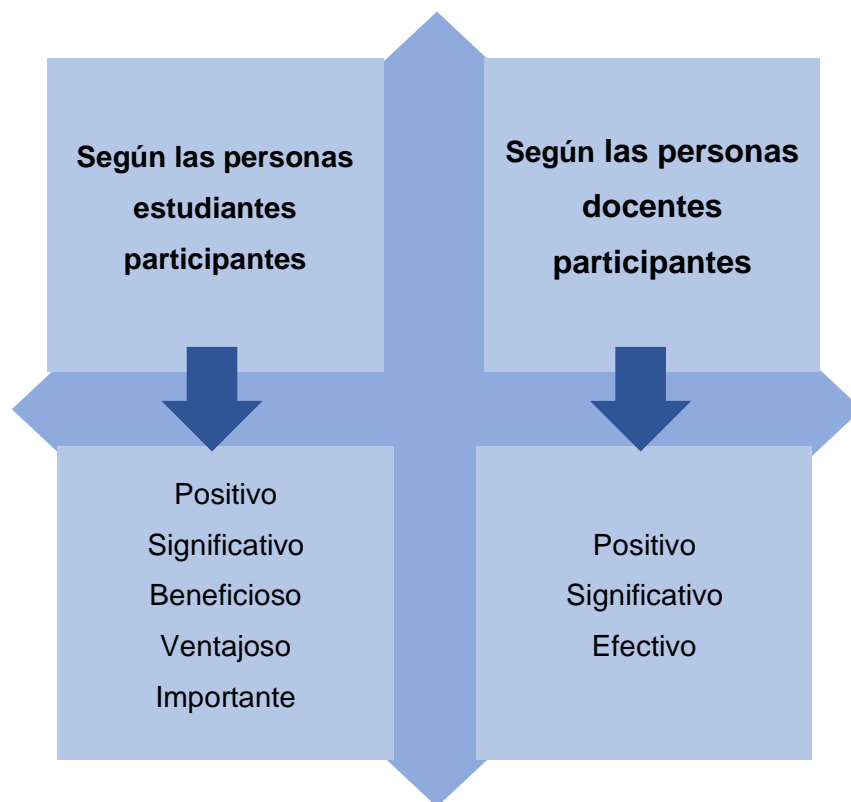 Según las personas
estudiantes
participantes
Según las personas
docentes
participantes
Positivo
Significativo
Beneficioso
Ventajoso
Importante
Positivo
Significativo
Efectivo